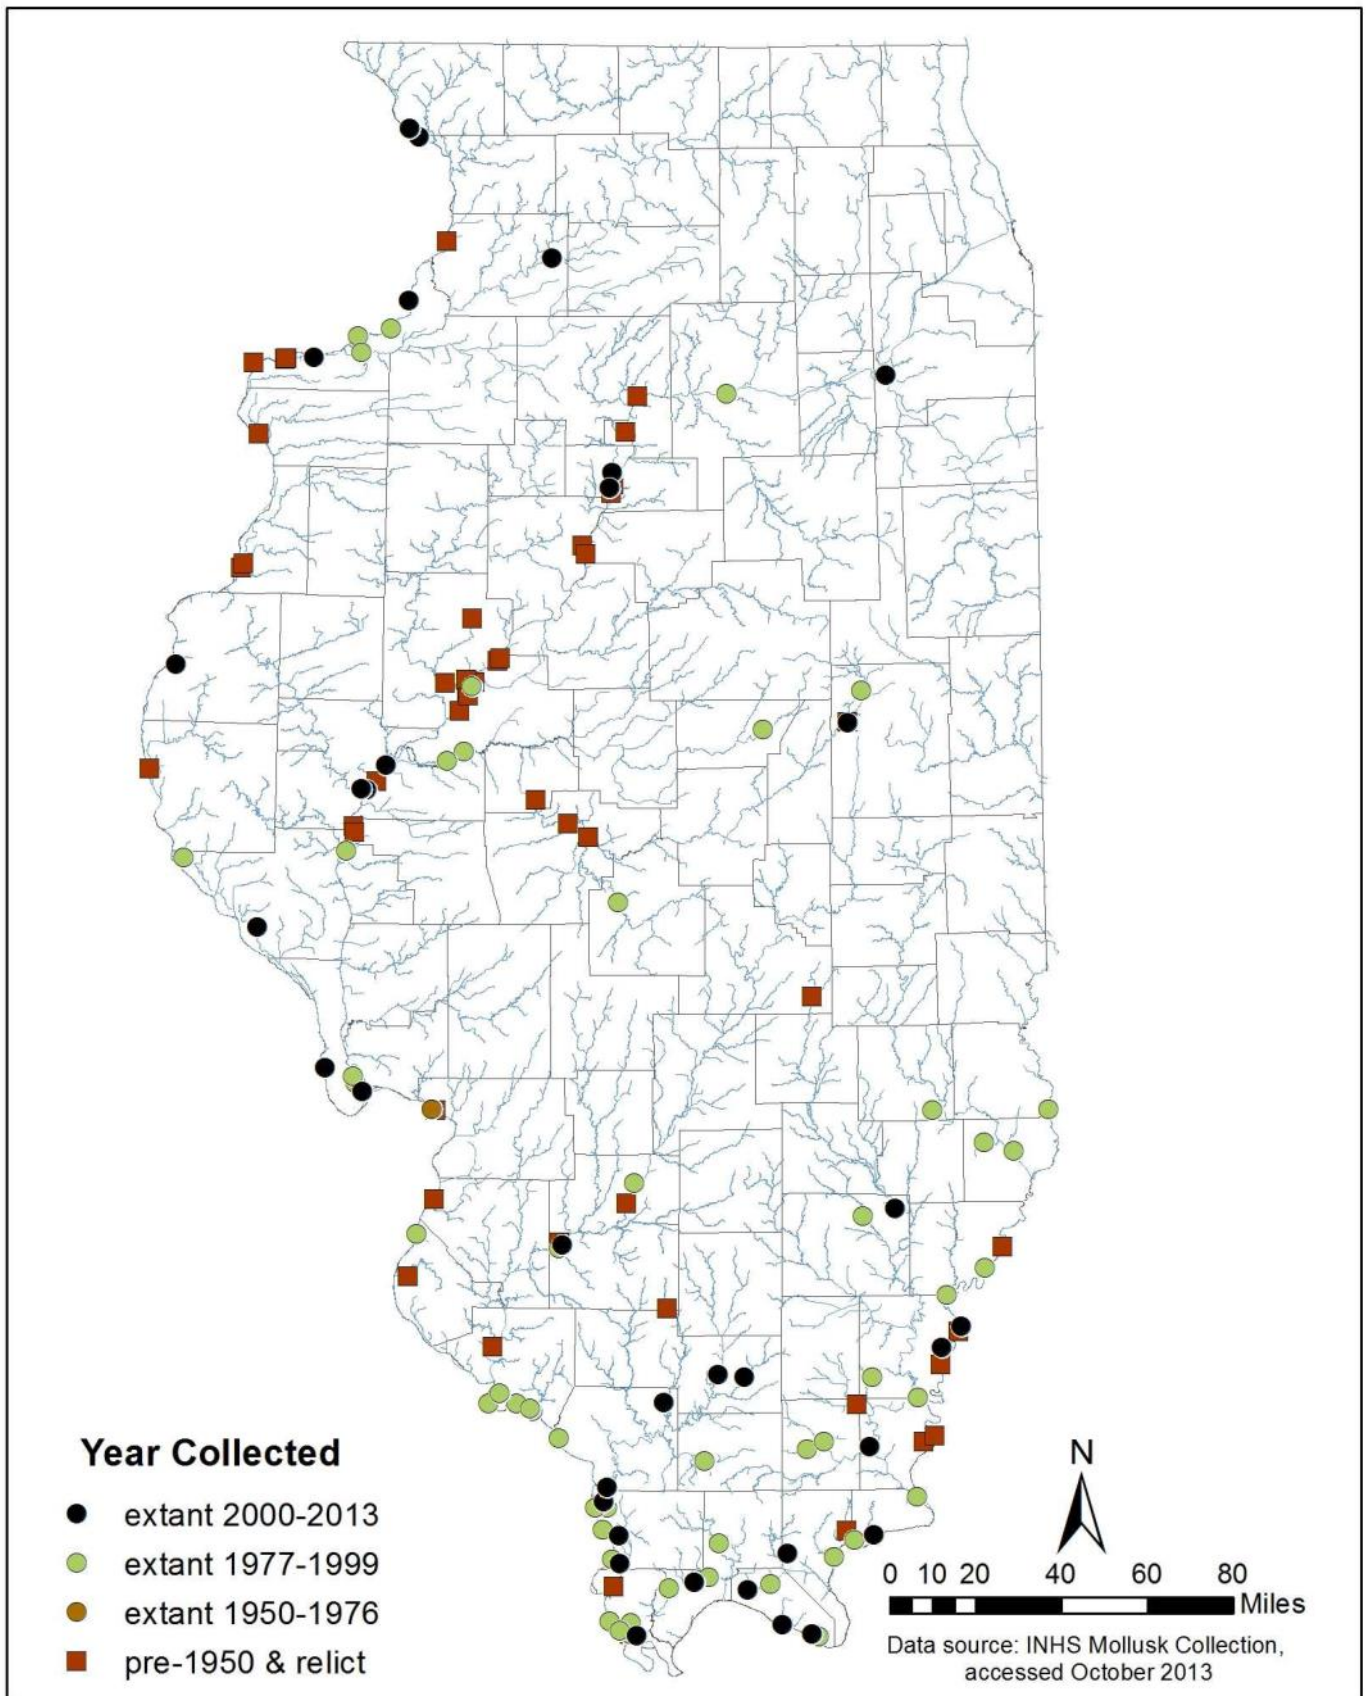 Year Collected
extant 2000-2013
extant 1977-1999
extant 1950-1976
pre-1950 & relict
N
0 10 20 40 60 80
Miles
Data source: INHS Mollusk Collection,
accessed October 2013